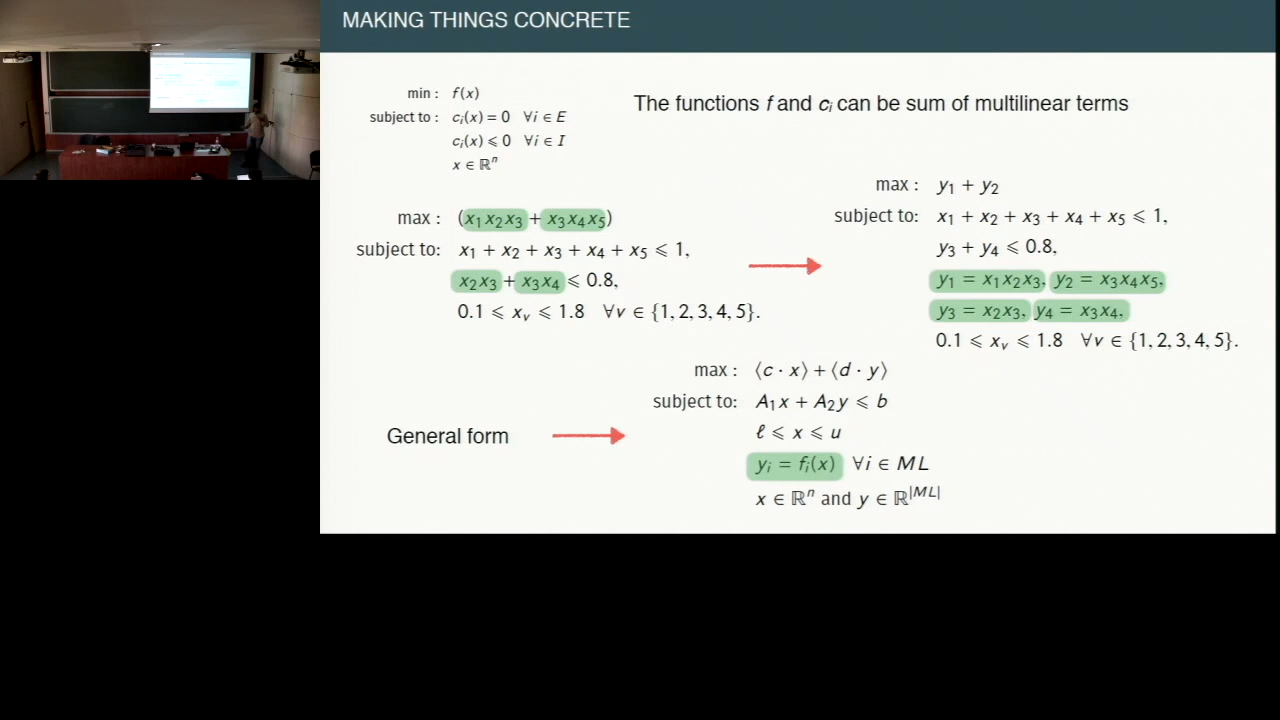 MAKING THINGS CONCRETE
min : f(x)
subject to : cᵢ(x) = 0 ∀i ∈ E
cᵢ(x) ⩽ 0 ∀i ∈ I
x ∈ ℝⁿ
The functions f and cᵢ can be sum of multilinear terms
max : (x₁x₂x₃ + x₃x₄x₅)
subject to: x₁ + x₂ + x₃ + x₄ + x₅ ⩽ 1,
x₂x₃ + x₃x₄ ⩽ 0.8,
0.1 ⩽ xᵥ ⩽ 1.8 ∀v ∈ {1, 2, 3, 4, 5}.
max : y₁ + y₂
subject to: x₁ + x₂ + x₃ + x₄ + x₅ ⩽ 1,
y₃ + y₄ ⩽ 0.8,
y₁ = x₁x₂x₃, y₂ = x₃x₄x₅,
y₃ = x₂x₃, y₄ = x₃x₄,
0.1 ⩽ xᵥ ⩽ 1.8 ∀v ∈ {1, 2, 3, 4, 5}.
General form
max : ⟨c · x⟩ + ⟨d · y⟩
subject to: A₁x + A₂y ⩽ b
ℓ ⩽ x ⩽ u
yᵢ = fᵢ(x) ∀i ∈ ML
x ∈ ℝⁿ and y ∈ ℝ^|ML|